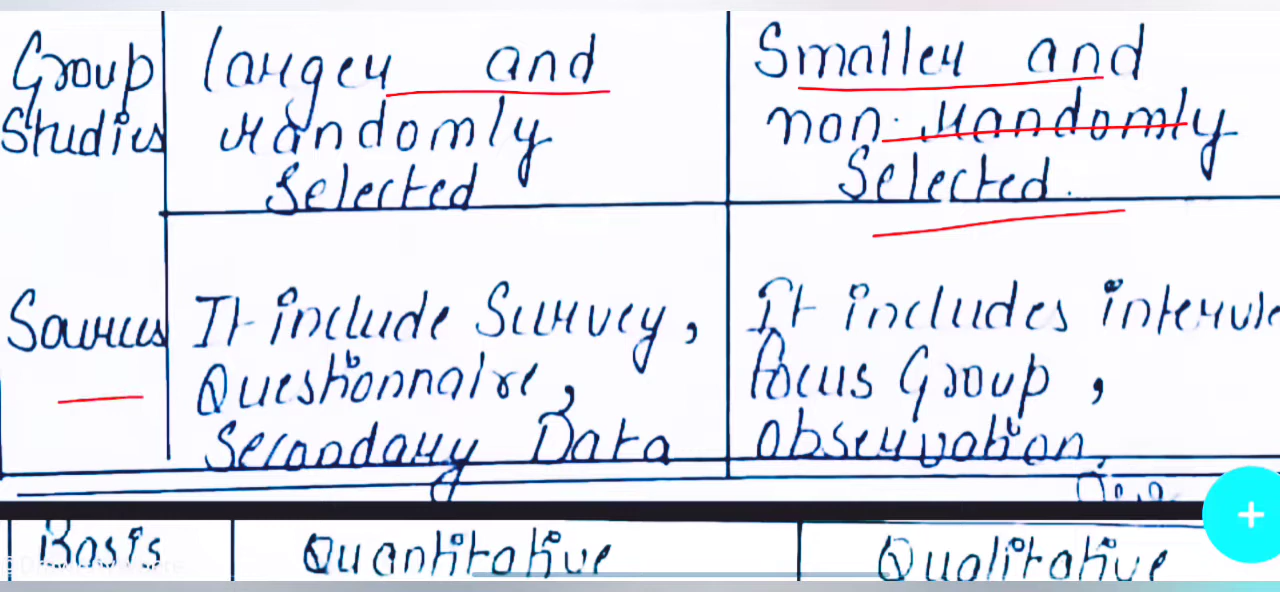 Group larger and Smaller and
Studies randomly non-randomly
Selected Selected.
Sources It include Survey, It includes
Questionnaire, Focus Group,
Secondary Data observation,
Basis Quantitative Qualitative
+